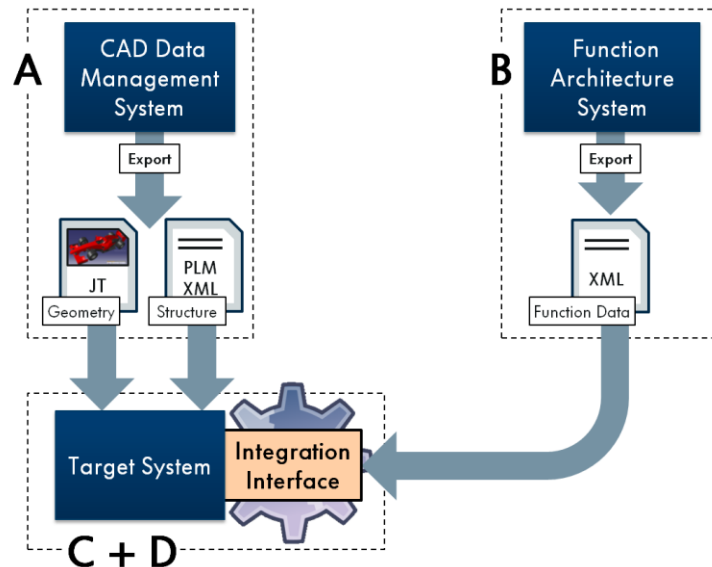 A
CAD Data
Management
System
Export
JT
Geometry
PLM
XML
Structure
B
Function
Architecture
System
Export
XML
Function Data
Target System
Integration
Interface
C + D